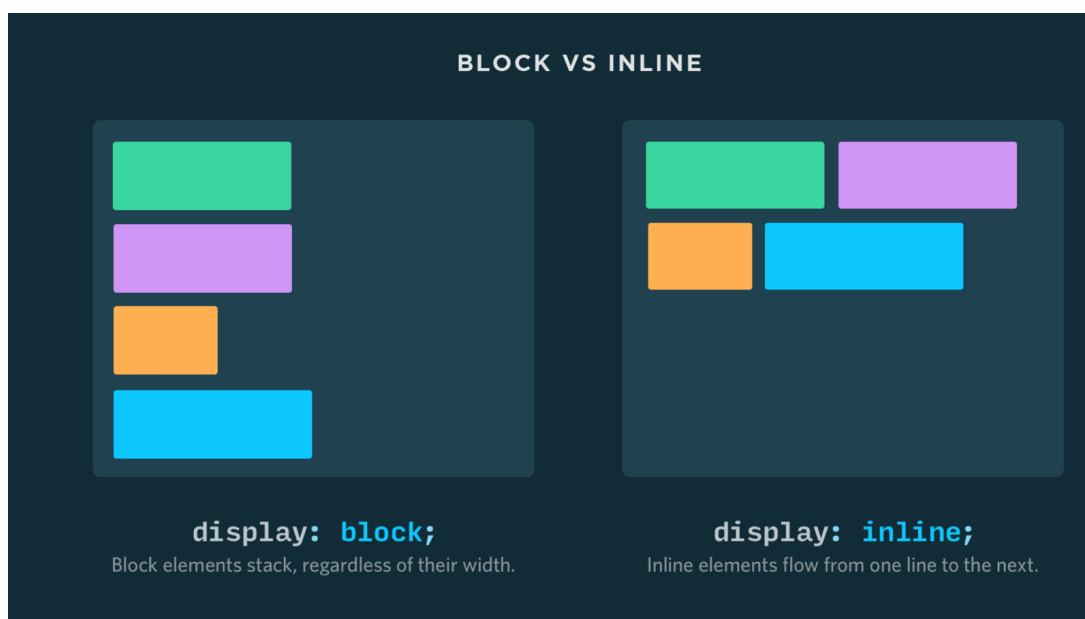 BLOCK VS INLINE
display: block;
Block elements stack, regardless of their width.
display: inline;
Inline elements flow from one line to the next.